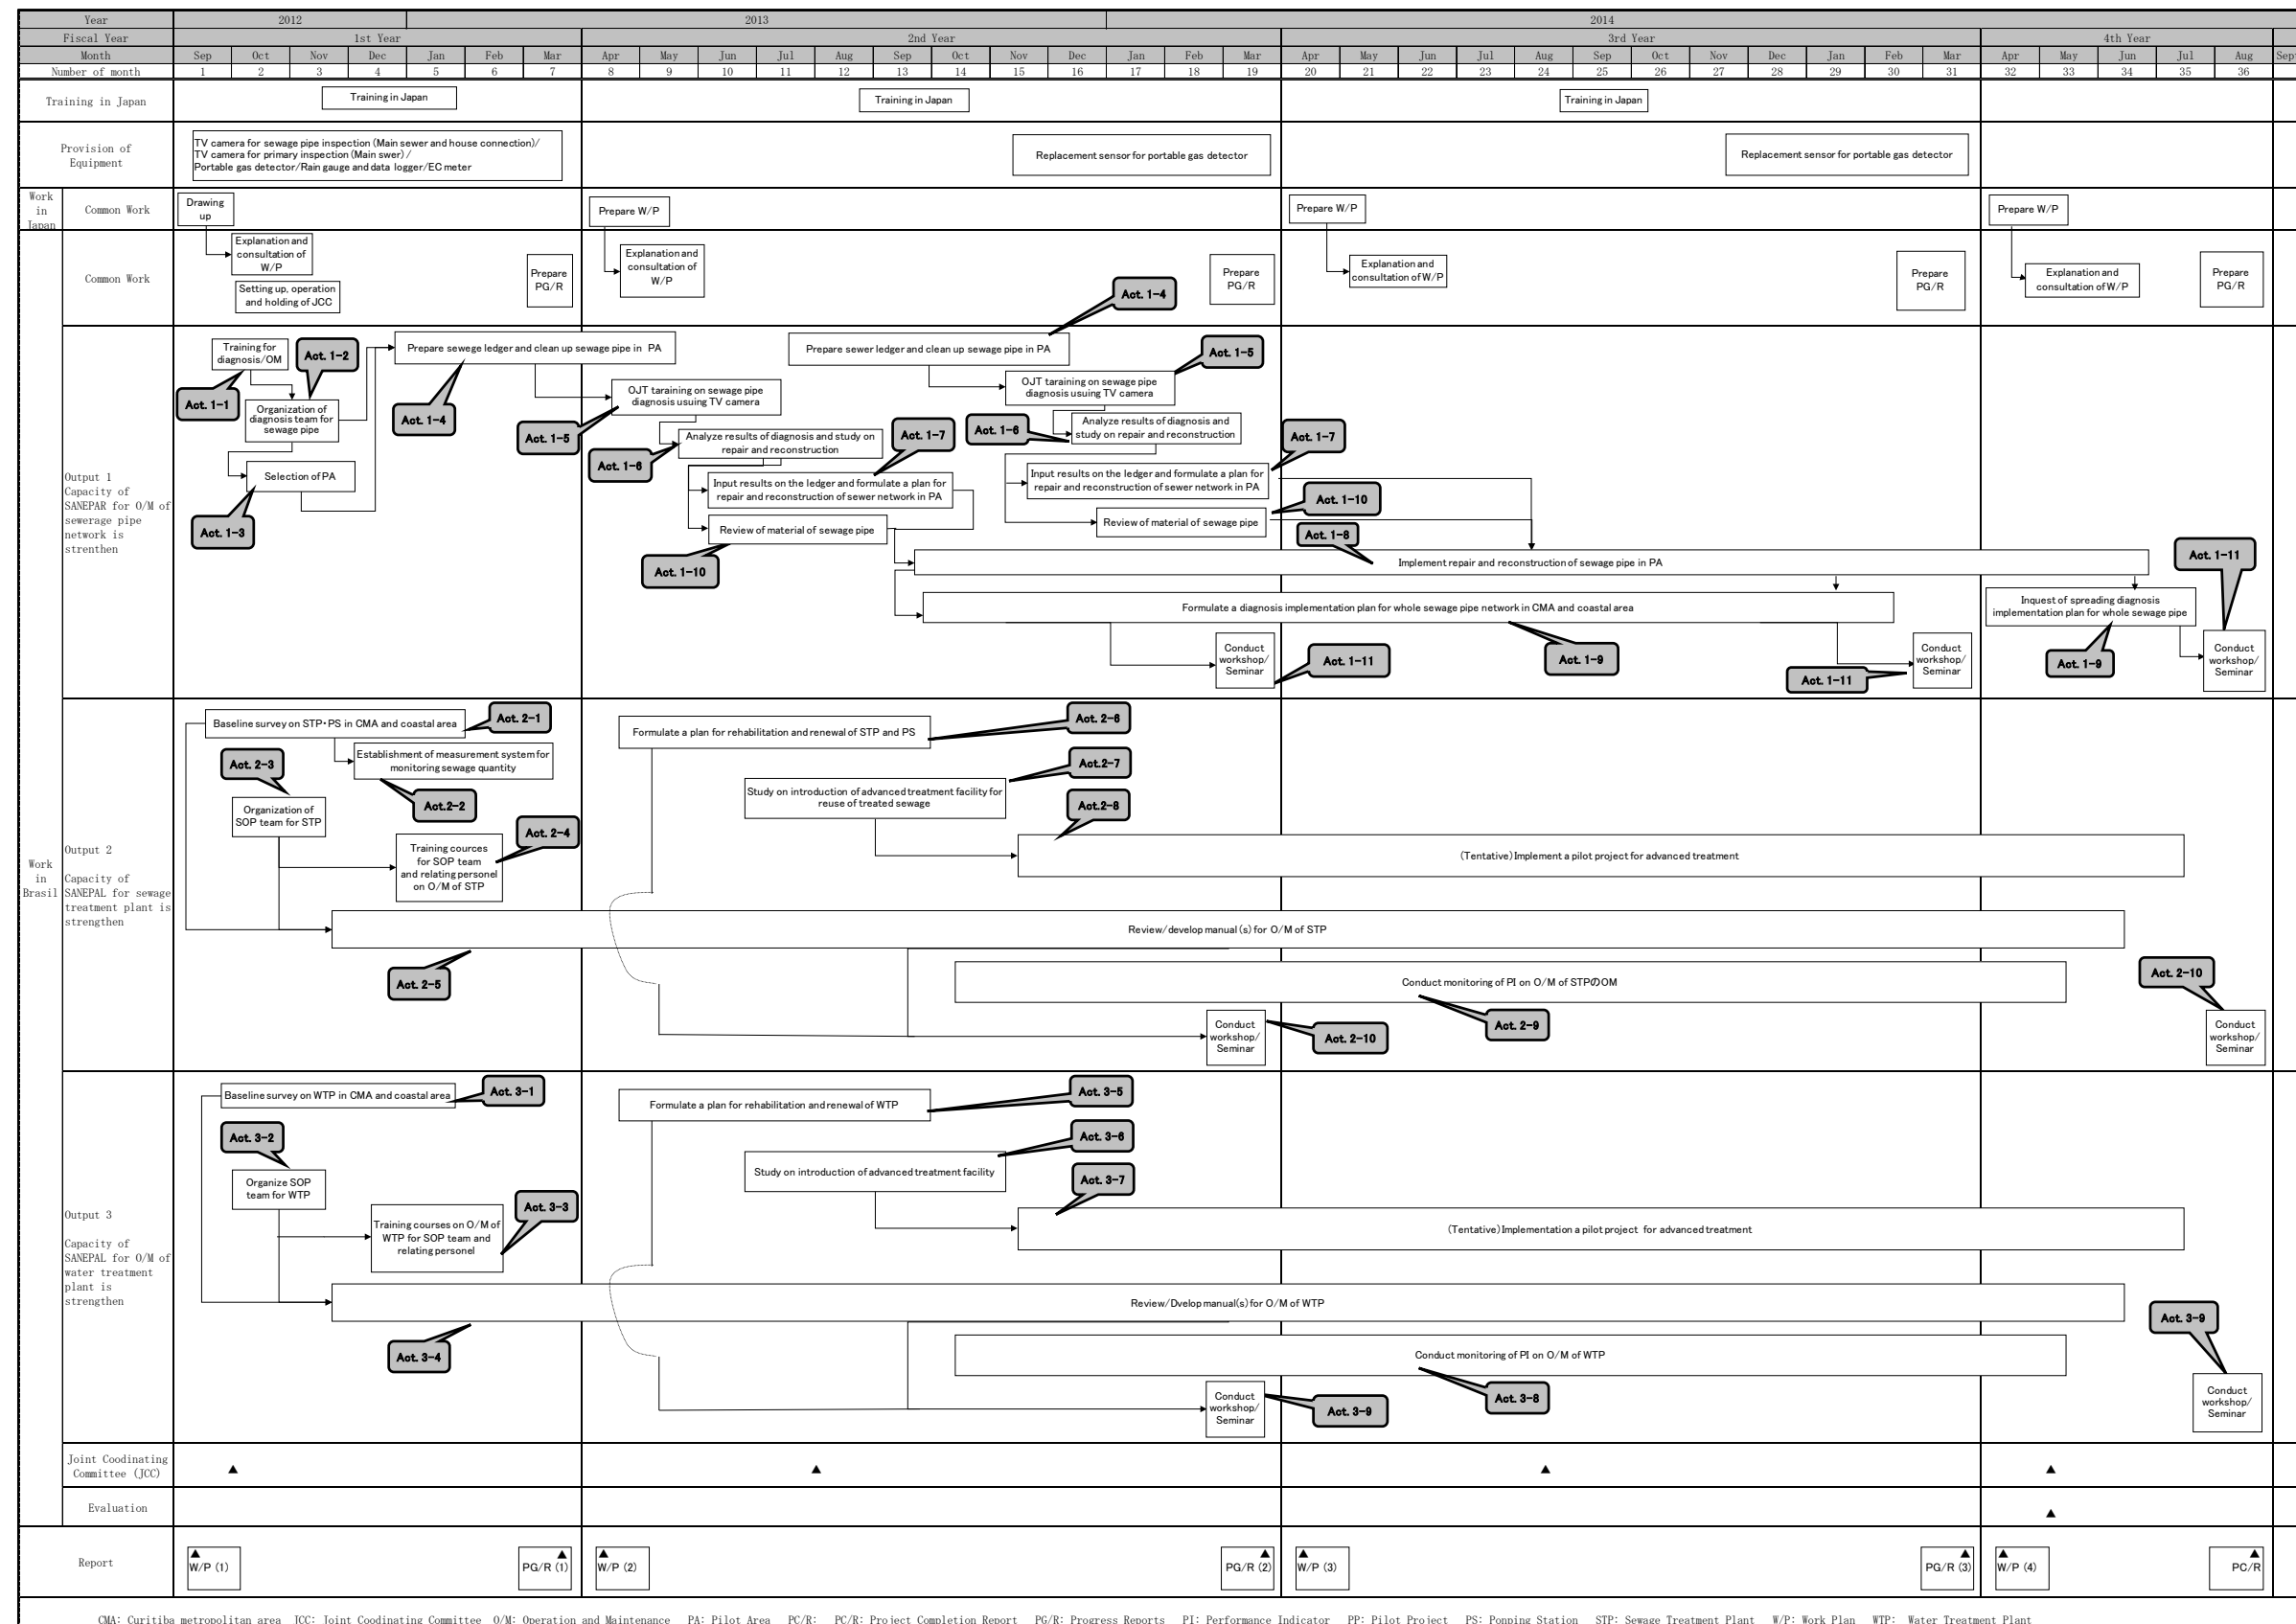 Year 2012 2013 2014
Fiscal Year 1st Year 2nd Year 3rd Year 4th Year
Month Sep Oct Nov Dec Jan Feb Mar Apr May Jun Jul Aug Sep Oct Nov Dec Jan Feb Mar Apr May Jun Jul Aug Sep Oct Nov Dec Jan Feb Mar Apr May Jun Jul Aug Sep
Number of month 1 2 3 4 5 6 7 8 9 10 11 12 13 14 15 16 17 18 19 20 21 22 23 24 25 26 27 28 29 30 31 32 33 34 35 36
Training in Japan
Training in Japan
Training in Japan
Training in Japan
Provision of
Equipment
TV camera for sewage pipe inspection (Main sewer and house connection)/
TV camera for primary inspection (Main swer)/
Portable gas detector/Rain gauge and data logger/EC meter
Replacement sensor for portable gas detector
Replacement sensor for portable gas detector
Work
in
Japan
Common Work
Drawing
up
Prepare W/P
Prepare W/P
Prepare W/P
Work
in
Brasil
Common Work
Explanation and
consultation of
W/P
Setting up, operation
and holding of JCC
Prepare
PG/R
Explanation and
consultation of
W/P
Prepare
PG/R
Explanation and
consultation of W/P
Prepare
PG/R
Explanation and
consultation of W/P
Prepare
PG/R
Output 1
Capacity of
SANEPAR for O/M of
sewerage pipe
network is
strenthen
Training for
diagnosis/OM
Act. 1-1
Act. 1-2
Organization of
diagnosis team for
sewage pipe
Selection of PA
Act. 1-3
Prepare sewege ledger and clean up sewage pipe in PA
Act. 1-4
OJT taraining on sewage pipe
diagnosis usuing TV camera
Act. 1-5
Analyze results of diagnosis and study on
repair and reconstruction
Act. 1-6
Act. 1-7
Input results on the ledger and formulate a plan for
repair and reconstruction of sewer network in PA
Review of material of sewage pipe
Act. 1-10
Prepare sewer ledger and clean up sewage pipe in PA
Act. 1-4
OJT taraining on sewage pipe
diagnosis usuing TV camera
Act. 1-5
Analyze results of diagnosis and
study on repair and reconstruction
Act. 1-6
Input results on the ledger and formulate a plan for
repair and reconstruction of sewer network in PA
Act. 1-7
Review of material of sewage pipe
Act. 1-10
Act. 1-8
Implement repair and reconstruction of sewage pipe in PA
Formulate a diagnosis implementation plan for whole sewage pipe network in CMA and coastal area
Act. 1-9
Conduct
workshop/
Seminar
Act. 1-11
Act. 1-11
Conduct
workshop/
Seminar
Inquest of spreading diagnosis
implementation plan for whole sewage pipe
Act. 1-9
Act. 1-11
Conduct
workshop/
Seminar
Output 2
Capacity of
SANEPAL for sewage
treatment plant is
strengthen
Baseline survey on STP・PS in CMA and coastal area
Act. 2-1
Establishment of measurement system for
monitoring sewage quantity
Act.2-2
Act. 2-3
Organization of
SOP team for STP
Training cources
for SOP team
and relating personel
on O/M of STP
Act. 2-4
Formulate a plan for rehabilitation and renewal of STP and PS
Act. 2-6
Study on introduction of advanced treatment facility for
reuse of treated sewage
Act.2-7
Act.2-8
(Tentative)Implement a pilot project for advanced treatment
Review/develop manual (s) for O/M of STP
Act. 2-5
Conduct monitoring of PI on O/M of STPのOM
Act. 2-9
Conduct
workshop/
Seminar
Act. 2-10
Act. 2-10
Conduct
workshop/
Seminar
Output 3
Capacity of
SANEPAL for O/M of
water treatment
plant is
strengthen
Baseline survey on WTP in CMA and coastal area
Act. 3-1
Act. 3-2
Organize SOP
team for WTP
Training courses on O/M of
WTP for SOP team and
relating personel
Act. 3-3
Formulate a plan for rehabilitation and renewal of WTP
Act. 3-5
Study on introduction of advanced treatment facility
Act. 3-6
Act. 3-7
(Tentative)Implementation a pilot project for advanced treatment
Review/Dvelop manual(s) for O/M of WTP
Act. 3-4
Conduct monitoring of PI on O/M of WTP
Act. 3-8
Conduct
workshop/
Seminar
Act. 3-9
Act. 3-9
Conduct
workshop/
Seminar
Joint Coodinating
Committee (JCC)
▲ ▲ ▲ ▲
Evaluation
▲
Report
▲ ▲ ▲ ▲ ▲ ▲ ▲ ▲
W/P (1) PG/R (1) W/P (2) PG/R (2) W/P (3) PG/R (3) W/P (4) PC/R
CMA: Curitiba metropolitan area JCC: Joint Coodinating Committee O/M: Operation and Maintenance PA: Pilot Area PC/R: PC/R: Project Completion Report PG/R: Progress Reports PI: Performance Indicator PP: Pilot Project PS: Ponping Station STP: Sewage Treatment Plant W/P: Work Plan WTP: Water Treatment Plant